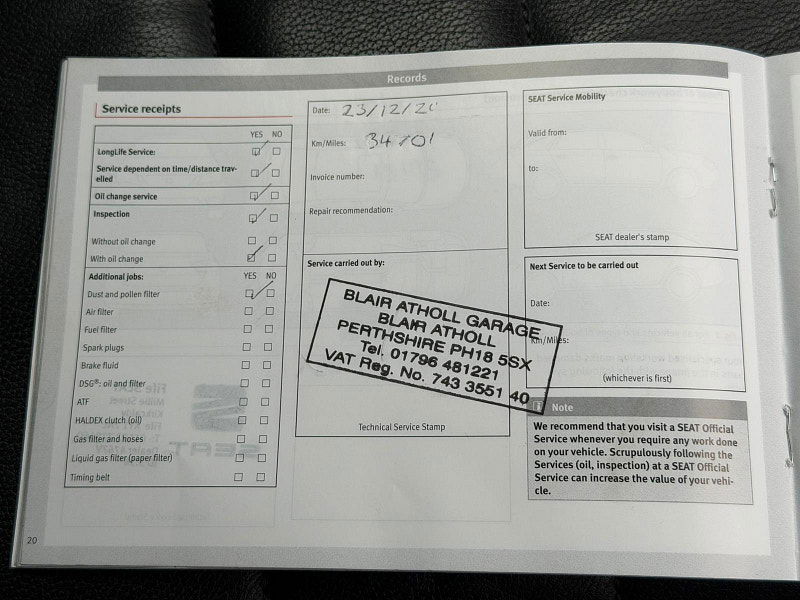 Records
Service receipts
YES NO
LongLife Service:
Service dependent on time/distance trav-
elled
Oil change service
Inspection
Without oil change
With oil change
Additional jobs: YES NO
Dust and pollen filter
Air filter
Fuel filter
Spark plugs
Brake fluid
DSG®: oil and filter
ATF
HALDEX clutch (oil)
Gas filter and hoses
Liquid gas filter (paper filter)
Timing belt
Date: 23/12/20
Km/Miles:
Invoice number:
Repair recommendation:
Service carried out by:
BLAIR ATHOLL GARAGE
BLAIR ATHOLL
PERTHSHIRE PH18 5SX
Tel. 01796 481221
VAT Reg. No. 743 3551 40
Technical Service Stamp
SEAT Service Mobility
Valid from:
to:
SEAT dealer's stamp
Next Service to be carried out
Date:
Km/Miles:
(whichever is first)
Note
We recommend that you visit a SEAT Official
Service whenever you require any work done
on your vehicle. Scrupulously following the
Services (oil, inspection) at a SEAT Official
Service can increase the value of your vehi-
cle.
20